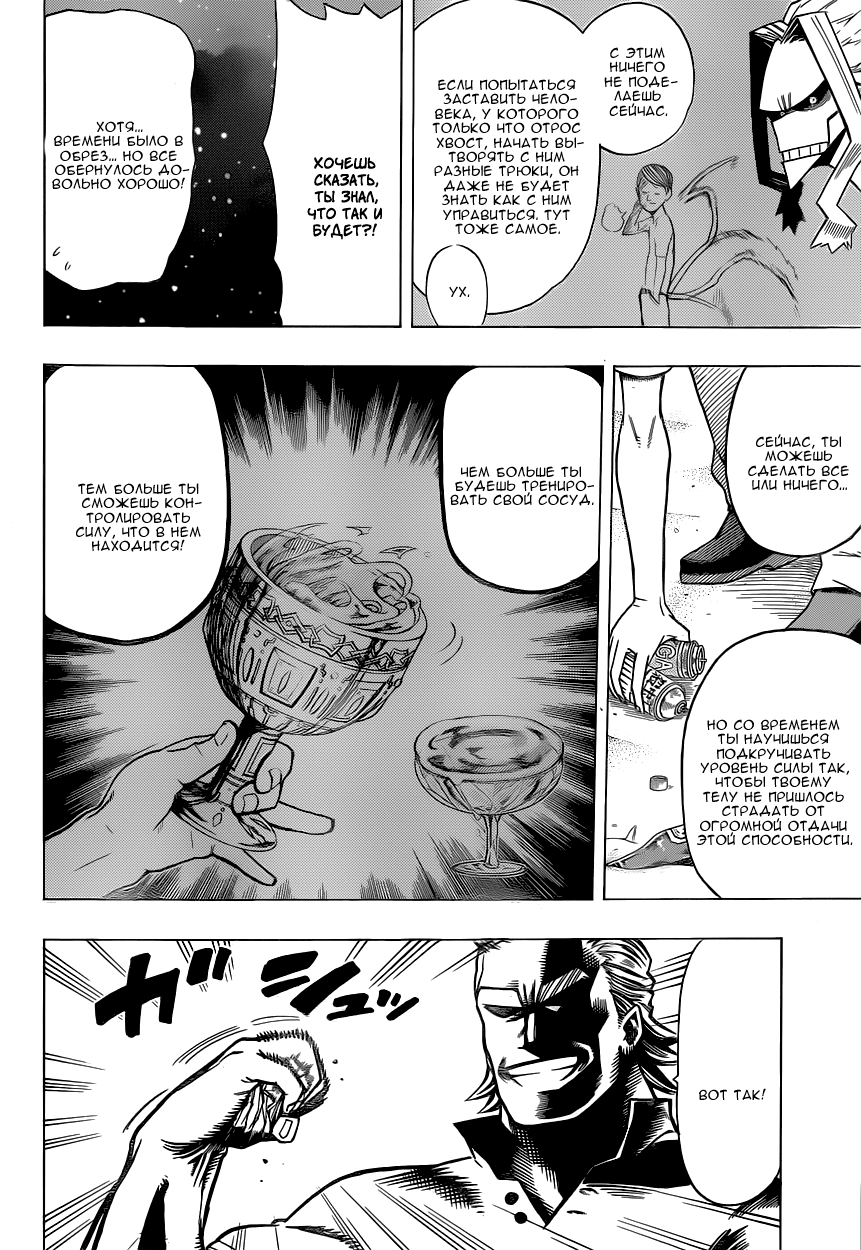 С ЭТИМ
НИЧЕГО
НЕ ПОДЕ-
ЛАЕШЬ
СЕЙЧАС.
ЕСЛИ ПОПЫТАТЬСЯ
ЗАСТАВИТЬ ЧЕЛО-
ВЕКА, У КОТОРОГО
ТОЛЬКО ЧТО ОТРОС
ХВОСТ, НАЧАТЬ ВЫ-
ТВОРЯТЬ С НИМ
РАЗНЫЕ ТРЮКИ, ОН
ДАЖЕ НЕ БУДЕТ
ЗНАТЬ КАК С НИМ
УПРАВИТЬСЯ. ТУТ
ТОЖЕ САМОЕ.
УХ.
ХОЧЕШЬ
СКАЗАТЬ,
ТЫ ЗНАЛ,
ЧТО ТАК И
БУДЕТ?!
ХОТЯ...
ВРЕМЕНИ БЫЛО В
ОБРЕЗ... НО ВСЕ
ОБЕРНУЛОСЬ ДО-
ВОЛЬНО ХОРОШО!
СЕЙЧАС, ТЫ
МОЖЕШЬ
СДЕЛАТЬ ВСЕ
ИЛИ НИЧЕГО...
НО СО ВРЕМЕНЕМ
ТЫ НАУЧИШЬСЯ
ПОДКРУЧИВАТЬ
УРОВЕНЬ СИЛЫ ТАК,
ЧТОБЫ ТВОЕМУ
ТЕЛУ НЕ ПРИШЛОСЬ
СТРАДАТЬ ОТ
ОГРОМНОЙ ОТДАЧИ
ЭТОЙ СПОСОБНОСТИ.
ЧЕМ БОЛЬШЕ ТЫ
БУДЕШЬ ТРЕНИРО-
ВАТЬ СВОЙ СОСУД,
ТЕМ БОЛЬШЕ ТЫ
СМОЖЕШЬ КОН-
ТРОЛИРОВАТЬ
СИЛУ, ЧТО В НЕМ
НАХОДИТСЯ!
ВОТ ТАК!
ガシュッ